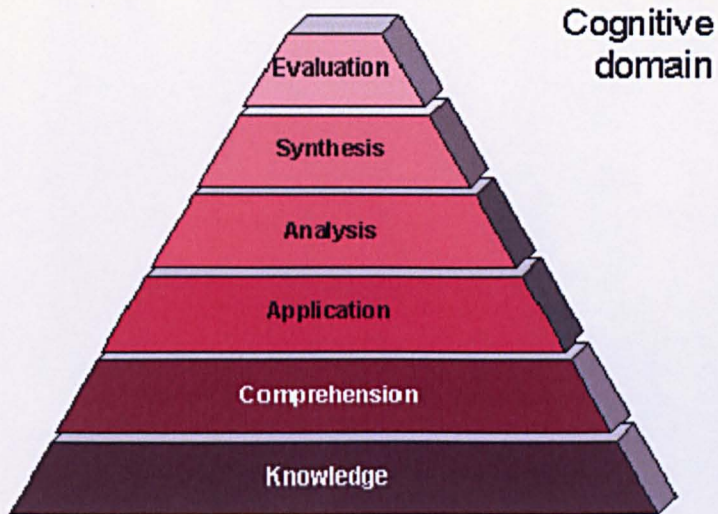 Cognitive
domain
Evaluation
Synthesis
Analysis
Application
Comprehension
Knowledge